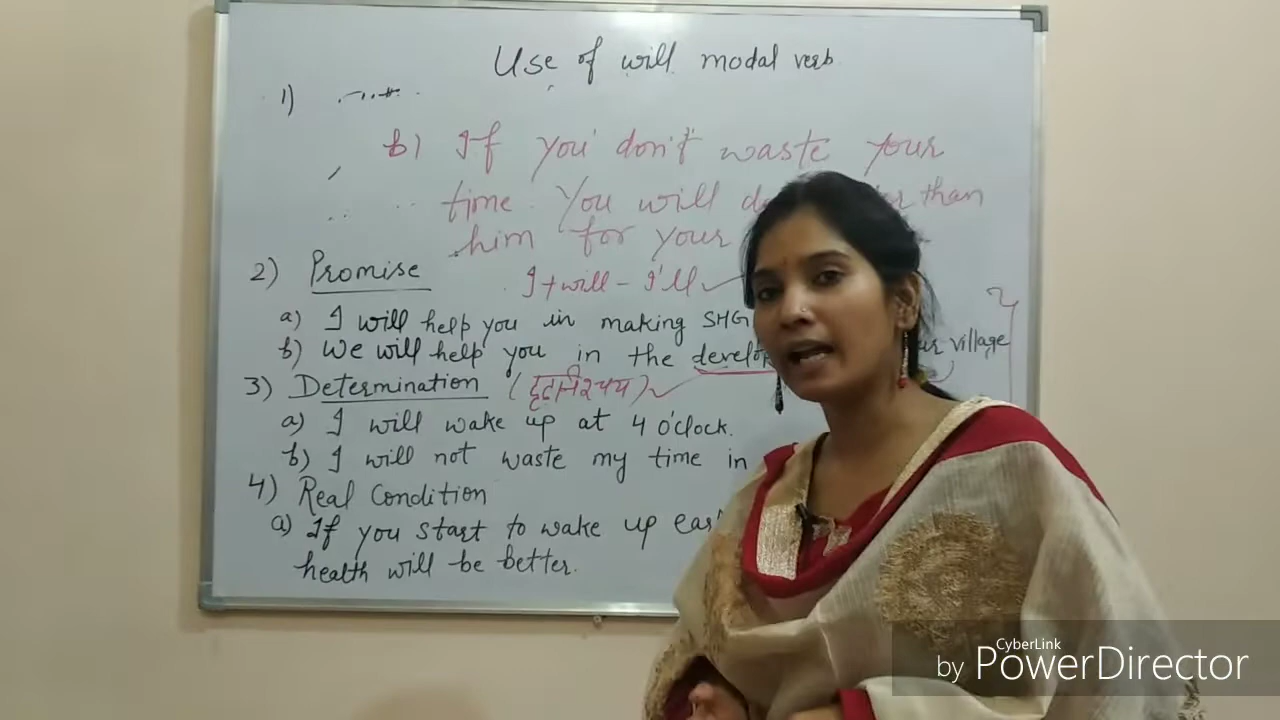 Use of will modal verb
1)
b) If you don't waste your
time. You will than
him for your
2) Promise
I + will - I'll
a) I will help you in making SHG
b) We will help you in the develop village
3) Determination (दृढ़निश्चय)
a) I will wake up at 4 o'clock.
b) I will not waste my time in
4) Real Condition
a) If you start to wake up
health will be better.
CyberLink
by PowerDirector